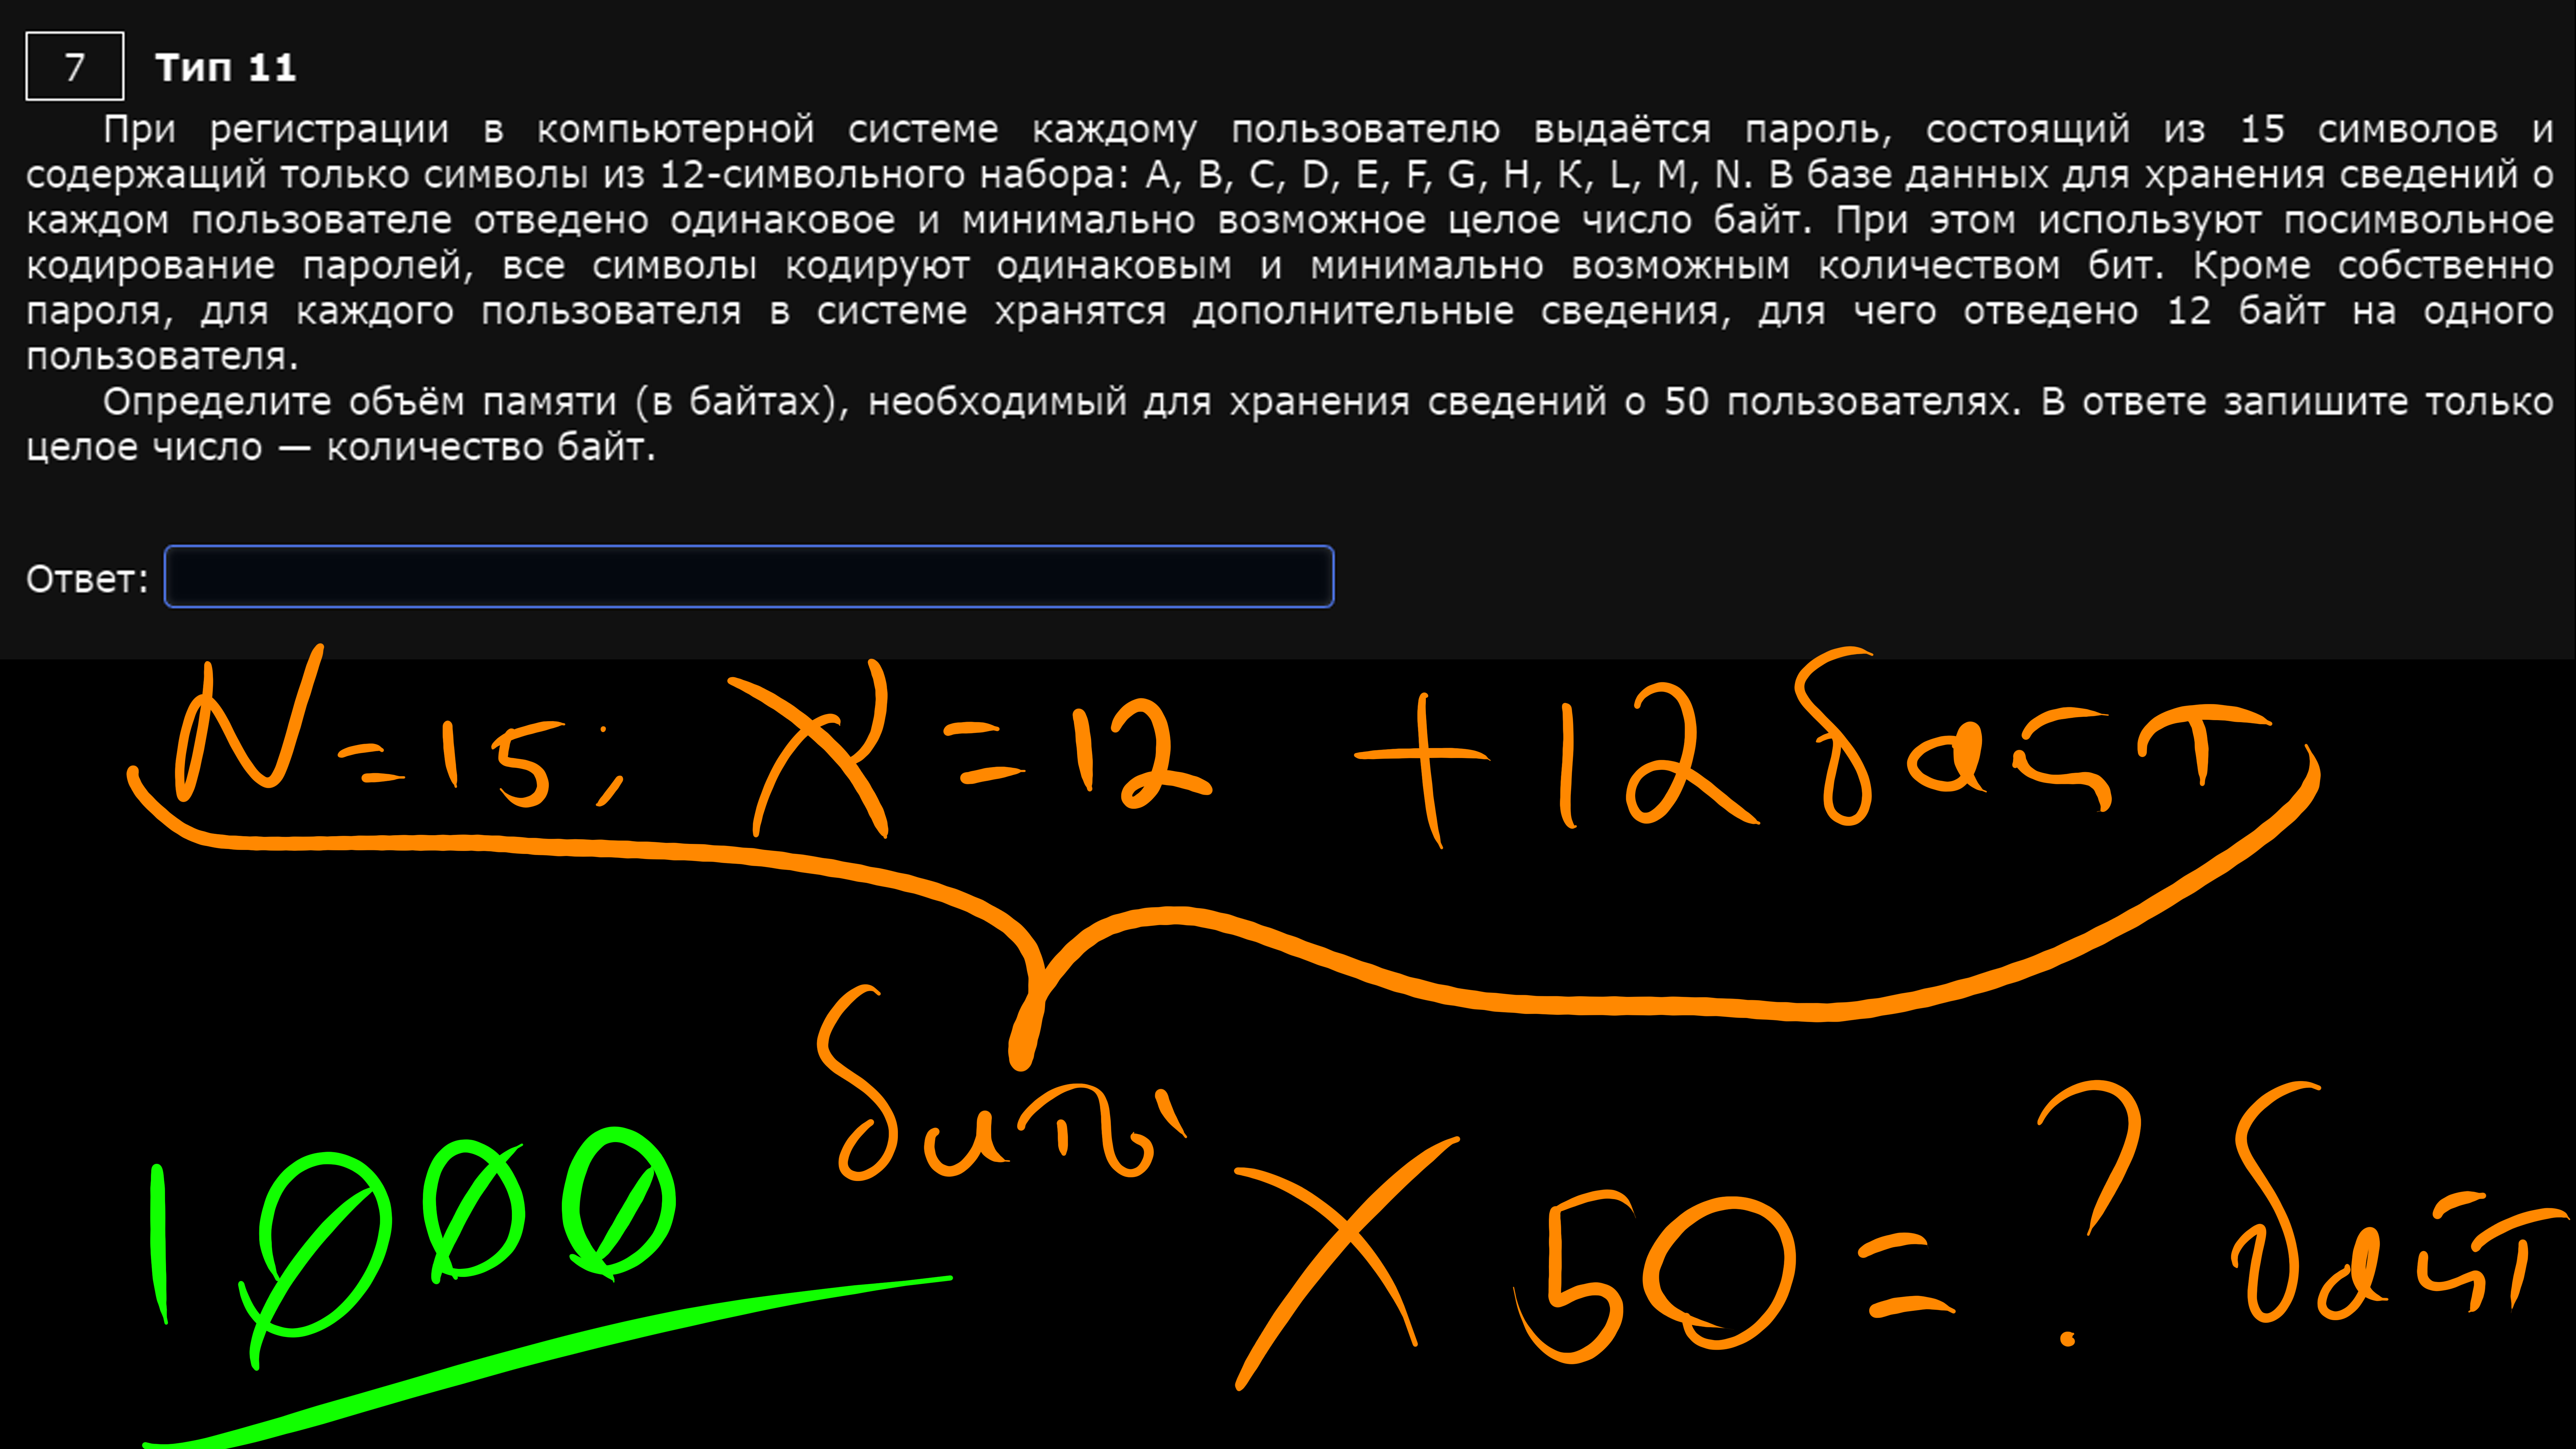 7 Тип 11
При регистрации в компьютерной системе каждому пользователю выдаётся пароль, состоящий из 15 символов и
содержащий только символы из 12-символьного набора: A, B, C, D, E, F, G, H, K, L, M, N. В базе данных для хранения сведений о
каждом пользователе отведено одинаковое и минимально возможное целое число байт. При этом используют посимвольное
кодирование паролей, все символы кодируют одинаковым и минимально возможным количеством бит. Кроме собственно
пароля, для каждого пользователя в системе хранятся дополнительные сведения, для чего отведено 12 байт на одного
пользователя.
Определите объём памяти (в байтах), необходимый для хранения сведений о 50 пользователях. В ответе запишите только
целое число — количество байт.
Ответ:
N=15; X=12 +12 байт
биты
1000
X 50 = ? байт